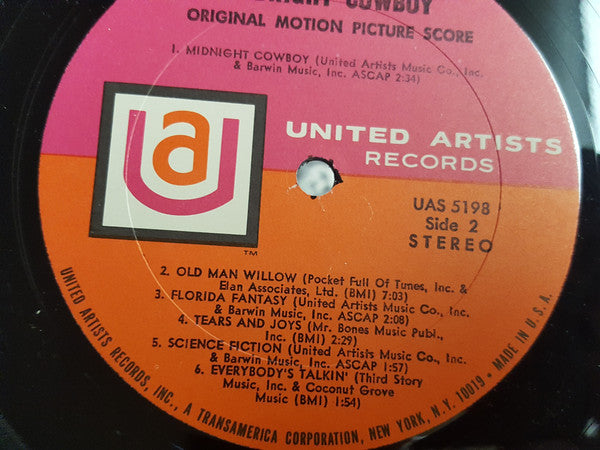 COWBOY
ORIGINAL MOTION PICTURE SCORE
1. MIDNIGHT COWBOY (United Artists Music Co., Inc.
& Barwin Music, Inc. ASCAP 2:34)
ua
UNITED ARTISTS
RECORDS
TM
UAS 5198
Side 2
STEREO
2. OLD MAN WILLOW (Pocket Full Of Tunes, Inc. &
Elan Associates, Ltd. (BMI) 7:03)
3. FLORIDA FANTASY (United Artists Music Co., Inc.
& Barwin Music, Inc. ASCAP 2:08)
4. TEARS AND JOYS (Mr. Bones Music Publ.,
Inc. (BMI) 2:29)
5. SCIENCE FICTION (United Artists Music Co., Inc.
& Barwin Music, Inc. ASCAP 1:57)
6. EVERYBODY'S TALKIN' (Third Story
Music, Inc. & Coconut Grove
Music (BMI) 1:54)
UNITED ARTISTS RECORDS, INC., A TRANSAMERICA CORPORATION, NEW YORK, N.Y. 10019 • MADE IN U.S.A.